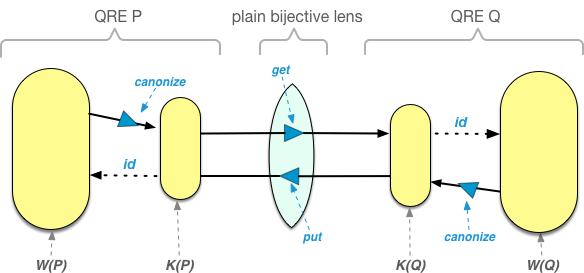 QRE P
plain bijective lens
QRE Q
canonize
get
id
id
put
canonize
W(P)
K(P)
K(Q)
W(Q)